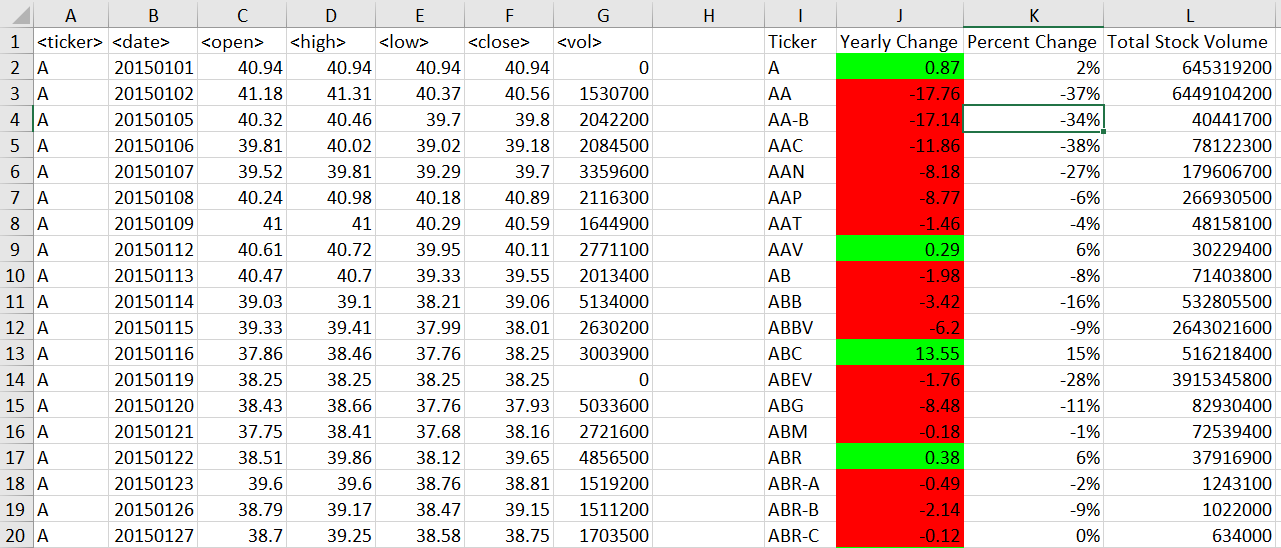 A B C D E F G H I J K L
1 <ticker> <date> <open> <high> <low> <close> <vol> Ticker Yearly Change Percent Change Total Stock Volume
2 A 20150101 40.94 40.94 40.94 40.94 0 A 0.87 2% 645319200
3 A 20150102 41.18 41.31 40.37 40.56 1530700 AA -17.76 -37% 6449104200
4 A 20150105 40.32 40.46 39.7 39.8 2042200 AA-B -17.14 -34% 40441700
5 A 20150106 39.81 40.02 39.02 39.18 2084500 AAC -11.86 -38% 78122300
6 A 20150107 39.52 39.81 39.29 39.7 3359600 AAN -8.18 -27% 179606700
7 A 20150108 40.24 40.98 40.18 40.89 2116300 AAP -8.77 -6% 266930500
8 A 20150109 41 41 40.29 40.59 1644900 AAT -1.46 -4% 48158100
9 A 20150112 40.61 40.72 39.95 40.11 2771100 AAV 0.29 6% 30229400
10 A 20150113 40.47 40.7 39.33 39.55 2013400 AB -1.98 -8% 71403800
11 A 20150114 39.03 39.1 38.21 39.06 5134000 ABB -3.42 -16% 532805500
12 A 20150115 39.33 39.41 37.99 38.01 2630200 ABBV -6.2 -9% 2643021600
13 A 20150116 37.86 38.46 37.76 38.25 3003900 ABC 13.55 15% 516218400
14 A 20150119 38.25 38.25 38.25 38.25 0 ABEV -1.76 -28% 3915345800
15 A 20150120 38.43 38.66 37.76 37.93 5033600 ABG -8.48 -11% 82930400
16 A 20150121 37.75 38.41 37.68 38.16 2721600 ABM -0.18 -1% 72539400
17 A 20150122 38.51 39.86 38.12 39.65 4856500 ABR 0.38 6% 37916900
18 A 20150123 39.6 39.6 38.76 38.81 1519200 ABR-A -0.49 -2% 1243100
19 A 20150126 38.79 39.17 38.47 39.15 1511200 ABR-B -2.14 -9% 1022000
20 A 20150127 38.7 39.25 38.58 38.75 1703500 ABR-C -0.12 0% 634000